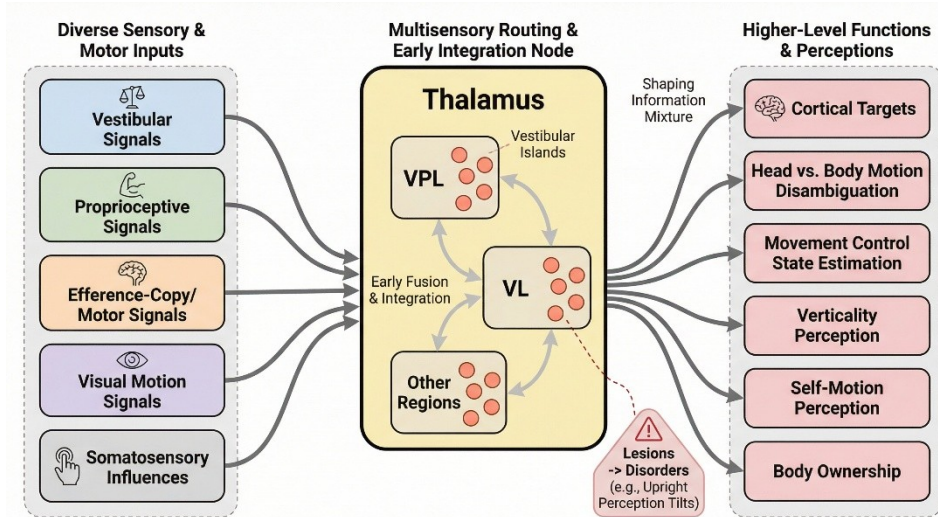 Diverse Sensory &
Motor Inputs
Vestibular
Signals
Proprioceptive
Signals
Efference-Copy/
Motor Signals
Visual Motion
Signals
Somatosensory
Influences
Multisensory Routing &
Early Integration Node
Thalamus
VPL
Vestibular
Islands
Early Fusion
& Integration
VL
Other
Regions
Lesions
-> Disorders
(e.g., Upright
Perception Tilts)
Shaping
Information
Mixture
Higher-Level Functions
& Perceptions
Cortical Targets
Head vs. Body Motion
Disambiguation
Movement Control
State Estimation
Verticality
Perception
Self-Motion
Perception
Body Ownership